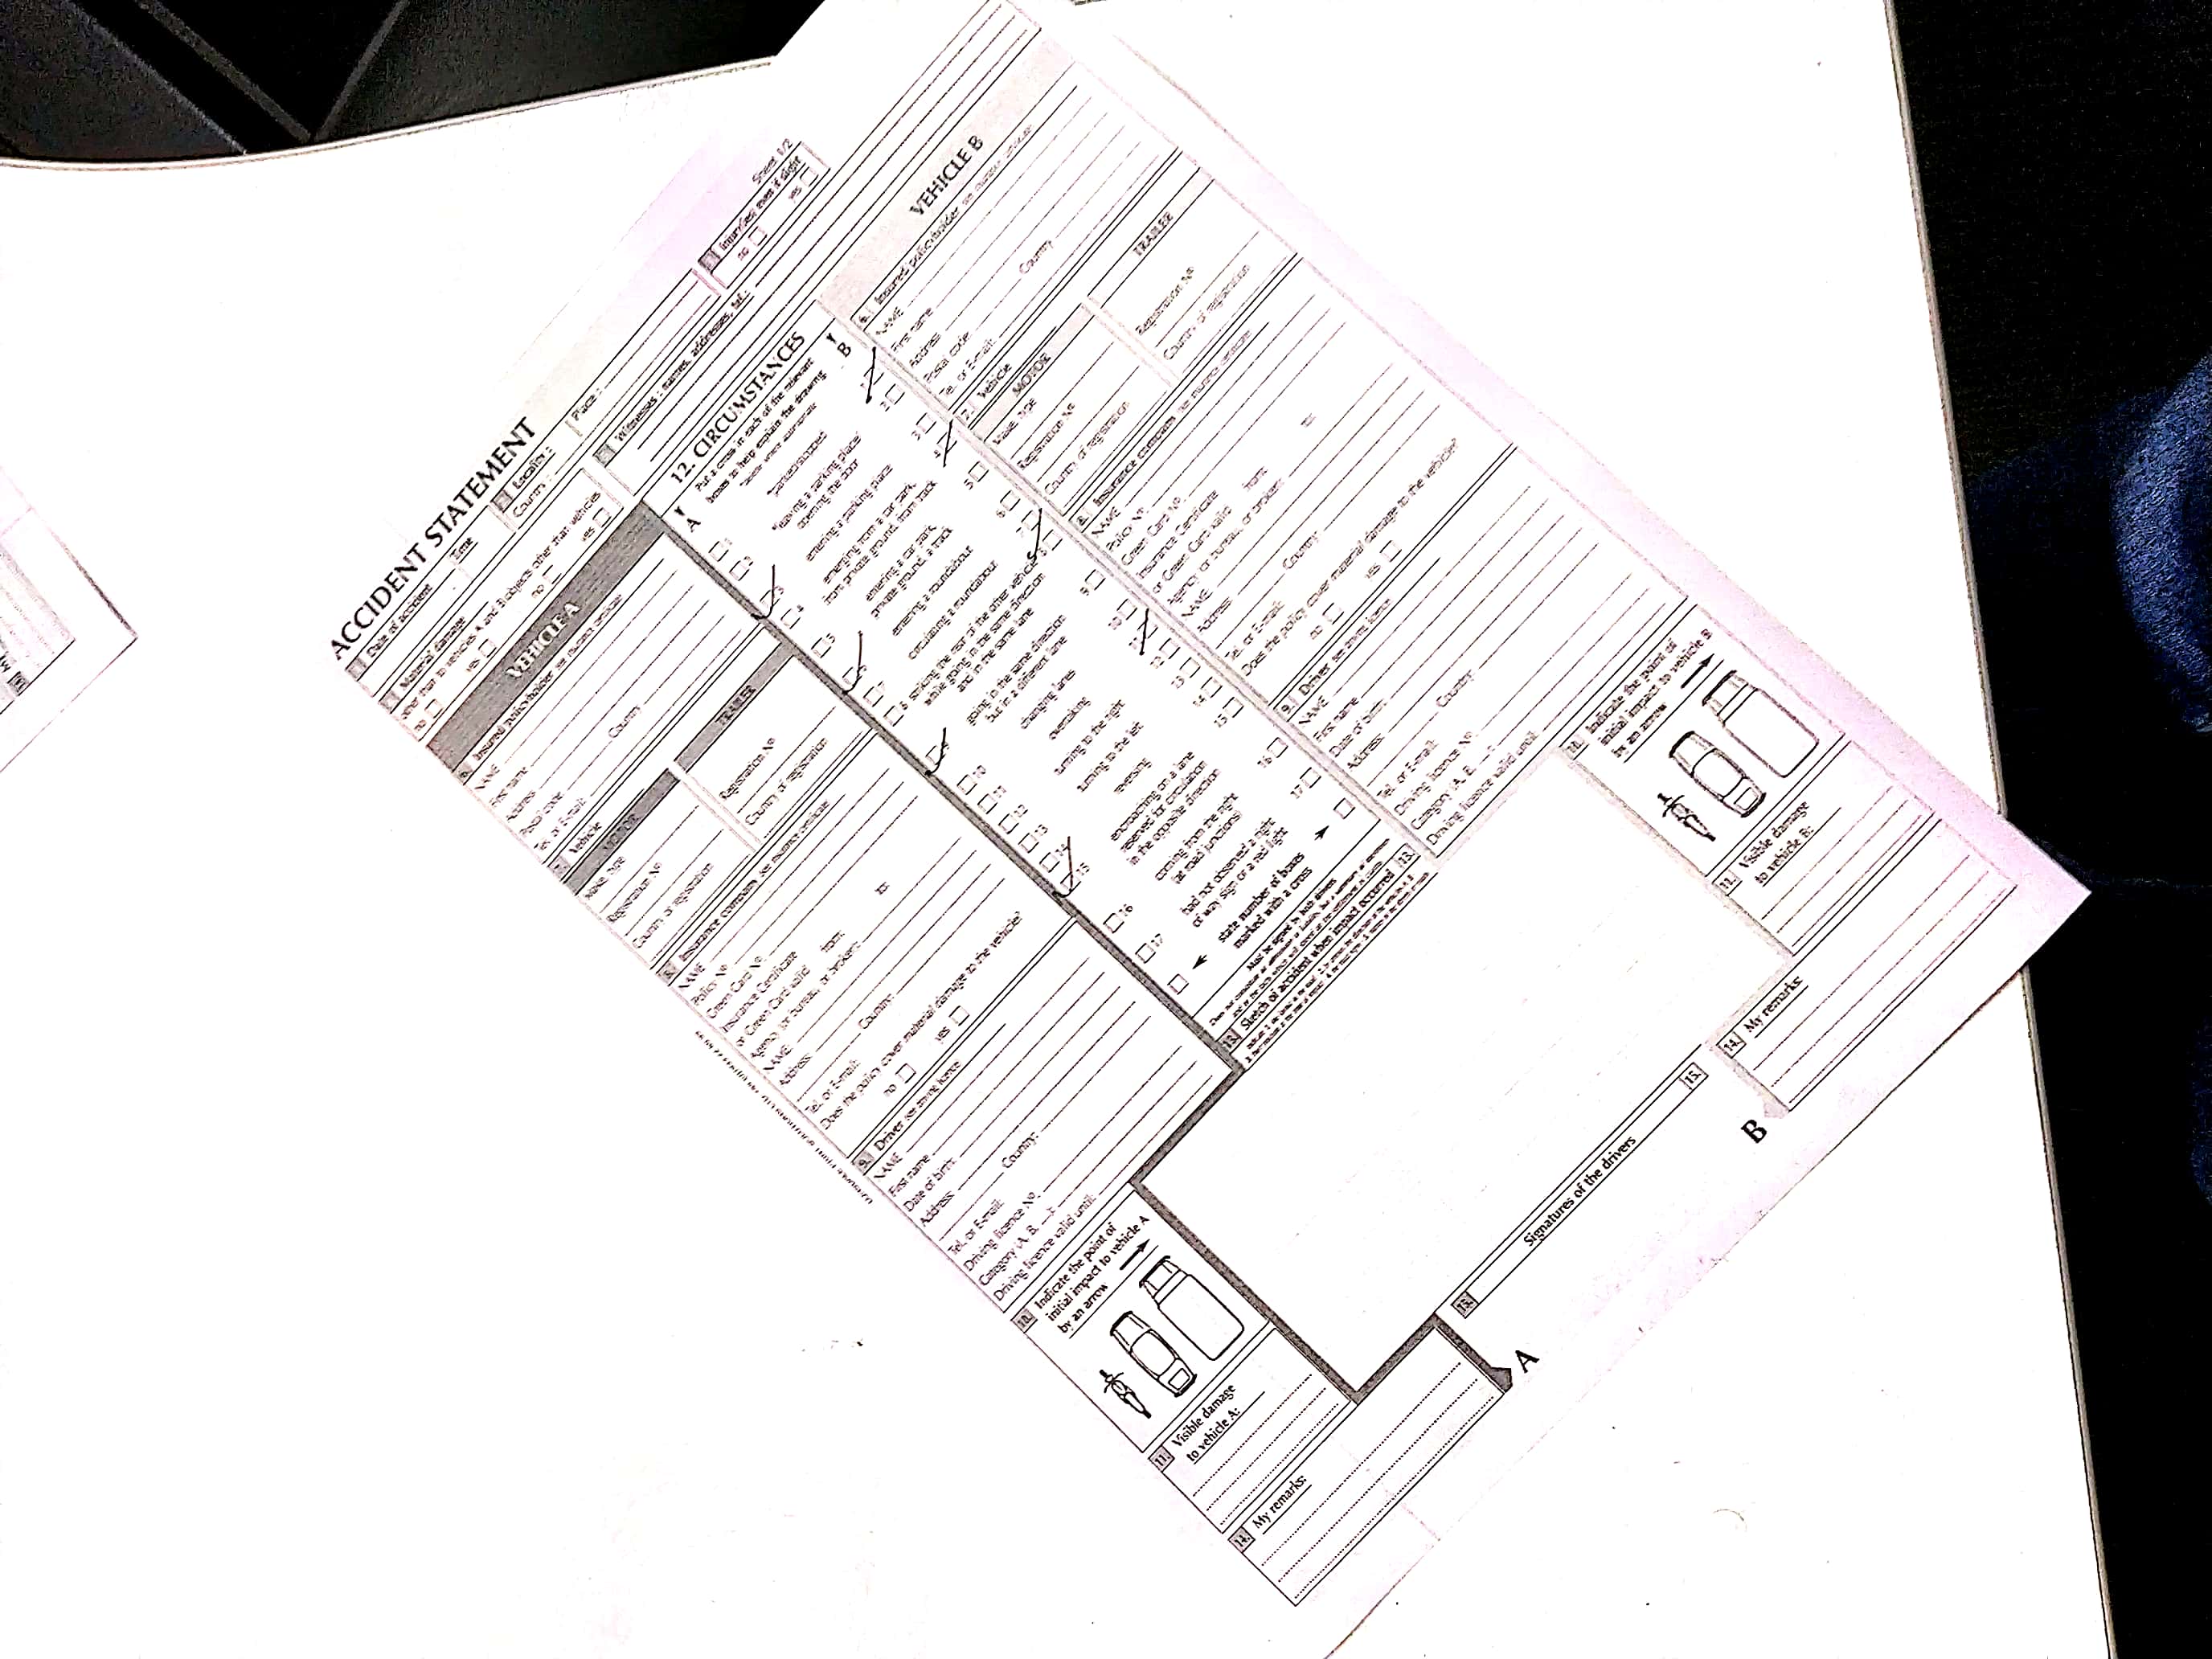 ACCIDENT STATEMENT
Sheet 1/2
1. Date of accident Time
2. Location:
Country:
Place:
3. Injury(ies) even if slight
no yes
4. Material damage
other than to vehicles A and B objects other than vehicles
no yes no yes
5. Witnesses: names, addresses, tel.:
VEHICLE A
6. Insured policyholder see insurance certificate
NAME
First name
Address
Postal code Country
Tel. or E-mail:
7. Vehicle
MOTOR TRAILER
Make, type
Registration Nº Registration Nº
Country of registration Country of registration
8. Insurance company see insurance certificate
NAME
Policy Nº
Green Card Nº
Insurance Certificate
or Green Card valid from to
Agency (or bureau, or broker):
NAME:
Address:
Country:
Tel. or E-mail:
Does the policy cover material damage to the vehicle?
no yes
9. Driver see driving licence
NAME
First name
Date of birth:
Address:
Country:
Tel. or E-mail:
Driving licence Nº
Category (A, B, ...):
Driving licence valid until:
10. Indicate the point of
initial impact to vehicle A
by an arrow
11. Visible damage
to vehicle A:
14. My remarks:
12. CIRCUMSTANCES
Put a cross in each of the relevant
boxes to help explain the drawing
A B
1 *parked/stopped 1
2 *leaving a parking place/ 2
opening the door
3 entering a parking place 3
4 emerging from a car park, 4
from private ground, from track
5 entering a car park, 5
private ground, a track
6 entering a roundabout 6
7 circulating a roundabout 7
8 striking the rear of the other vehicle 8
while going in the same direction
and in the same lane
9 going in the same direction 9
but in a different lane
10 changing lanes 10
11 overtaking 11
12 turning to the right 12
13 turning to the left 13
14 reversing 14
15 encroaching on a lane 15
reserved for circulation
in the opposite direction
16 coming from the right 16
(at road junctions)
17 had not observed a right 17
of way sign or a red light
state number of boxes
marked with a cross
Must be signed by both drivers
13. Sketch of accident when impact occurred 13.
15. Signatures of the drivers 15.
A B
VEHICLE B
6. Insured policyholder see insurance certificate
NAME
First name
Address
Postal code Country
Tel. or E-mail:
7. Vehicle
MOTOR TRAILER
Make, type
Registration Nº Registration Nº
Country of registration Country of registration
8. Insurance company see insurance certificate
NAME
Policy Nº
Green Card Nº
Insurance Certificate
or Green Card valid from to
Agency (or bureau, or broker):
NAME:
Address:
Country:
Tel. or E-mail:
Does the policy cover material damage to the vehicle?
no yes
9. Driver see driving licence
NAME
First name
Date of birth:
Address:
Country:
Tel. or E-mail:
Driving licence Nº
Category (A, B, ...):
Driving licence valid until:
10. Indicate the point of
initial impact to vehicle B
by an arrow
11. Visible damage
to vehicle B:
14. My remarks: